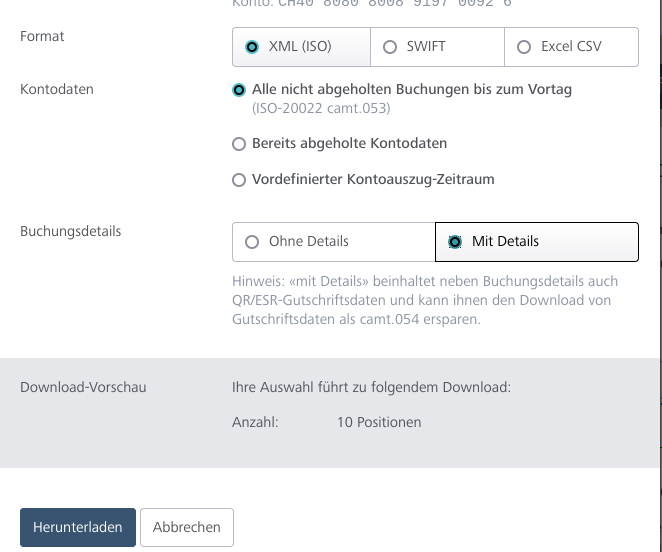 Konto: CH40 8080 8008 9197 0092 6
Format
XML (ISO) SWIFT Excel CSV
Kontodaten
Alle nicht abgeholten Buchungen bis zum Vortag
(ISO-20022 camt.053)
Bereits abgeholte Kontodaten
Vordefinierter Kontoauszug-Zeitraum
Buchungsdetails
Ohne Details Mit Details
Hinweis: «mit Details» beinhaltet neben Buchungsdetails auch
QR/ESR-Gutschriftsdaten und kann ihnen den Download von
Gutschriftsdaten als camt.054 ersparen.
Download-Vorschau
Ihre Auswahl führt zu folgendem Download:
Anzahl: 10 Positionen
Herunterladen Abbrechen